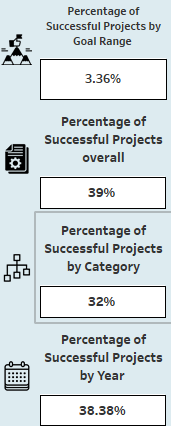 Percentage of
Successful Projects by
Goal Range
3.36%
Percentage of
Successful Projects
overall
39%
Percentage of
Successful Projects
by Category
32%
Percentage of
Successful Projects
by Year
38.38%